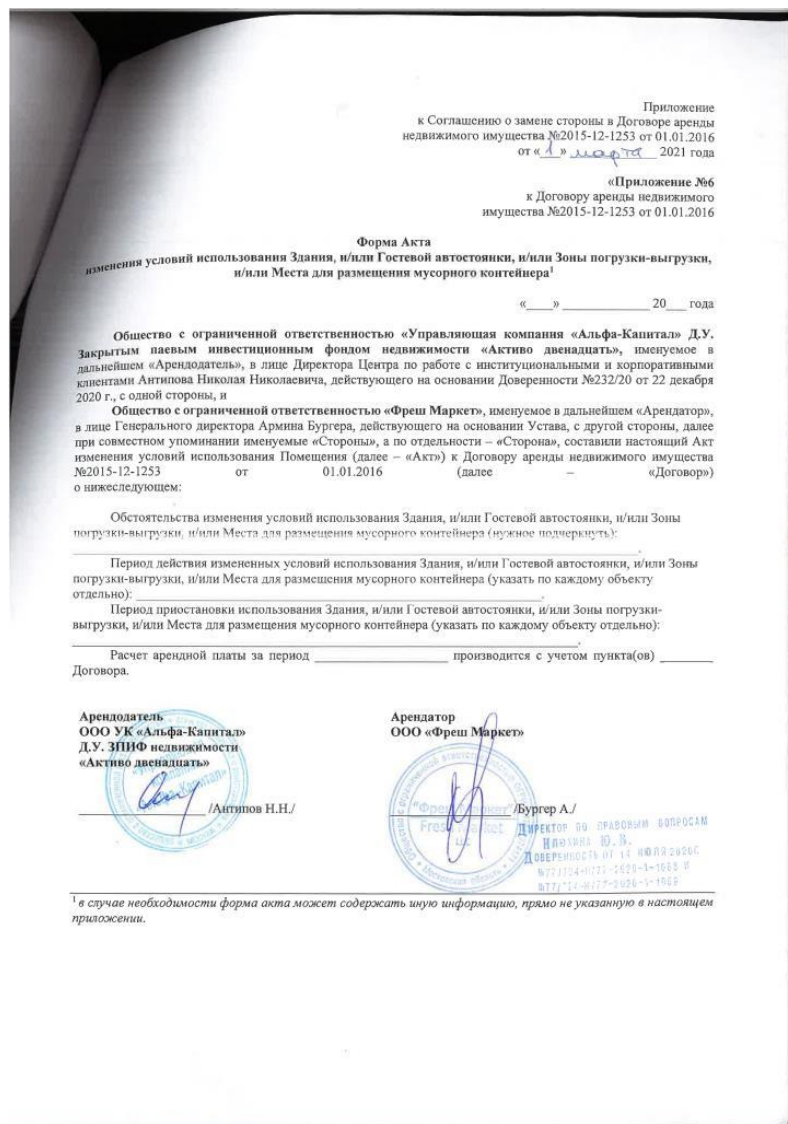 Приложение
к Соглашению о замене стороны в Договоре аренды
недвижимого имущества №2015-12-1253 от 01.01.2016
от «1» марта 2021 года
«Приложение №6
к Договору аренды недвижимого
имущества №2015-12-1253 от 01.01.2016
Форма Акта
изменения условий использования Здания, и/или Гостевой автостоянки, и/или Зоны погрузки-выгрузки,
и/или Места для размещения мусорного контейнера1
«____» ______________ 20___ года
Общество с ограниченной ответственностью «Управляющая компания «Альфа-Капитал» Д.У.
Закрытым паевым инвестиционным фондом недвижимости «Активо двенадцать», именуемое в
дальнейшем «Арендодатель», в лице Директора Центра по работе с институциональными и корпоративными
клиентами Антипова Николая Николаевича, действующего на основании Доверенности №232/20 от 22 декабря
2020 г., с одной стороны, и
Общество с ограниченной ответственностью «Фреш Маркет», именуемое в дальнейшем «Арендатор»,
в лице Генерального директора Армина Бургера, действующего на основании Устава, с другой стороны, далее
при совместном упоминании именуемые «Стороны», а по отдельности – «Сторона», составили настоящий Акт
изменения условий использования Помещения (далее – «Акт») к Договору аренды недвижимого имущества
№2015-12-1253 от 01.01.2016 (далее – «Договор»)
о нижеследующем:
Обстоятельства изменения условий использования Здания, и/или Гостевой автостоянки, и/или Зоны
погрузки-выгрузки, и/или Места для размещения мусорного контейнера (нужное подчеркнуть):
Период действия измененных условий использования Здания, и/или Гостевой автостоянки, и/или Зоны
погрузки-выгрузки, и/или Места для размещения мусорного контейнера (указать по каждому объекту
отдельно): ______________.
Период приостановки использования Здания, и/или Гостевой автостоянки, и/или Зоны погрузки-
выгрузки, и/или Места для размещения мусорного контейнера (указать по каждому объекту отдельно):
Расчет арендной платы за период ______________ производится с учетом пункта(ов) ________
Договора.
Арендодатель
ООО УК «Альфа-Капитал»
Д.У. ЗПИФ недвижимости
«Активо двенадцать»
/Антипов Н.Н./
Арендатор
ООО «Фреш Маркет»
"Фреш Маркет"
Fresh Market
LLC
/Бургер А./
ДИРЕКТОР ПО ПРАВОВЫМ ВОПРОСАМ
ДОВЕРЕННОСТЬ ОТ 14 ИЮЛЯ 2020Г
1 в случае необходимости форма акта может содержать иную информацию, прямо не указанную в настоящем
приложении.